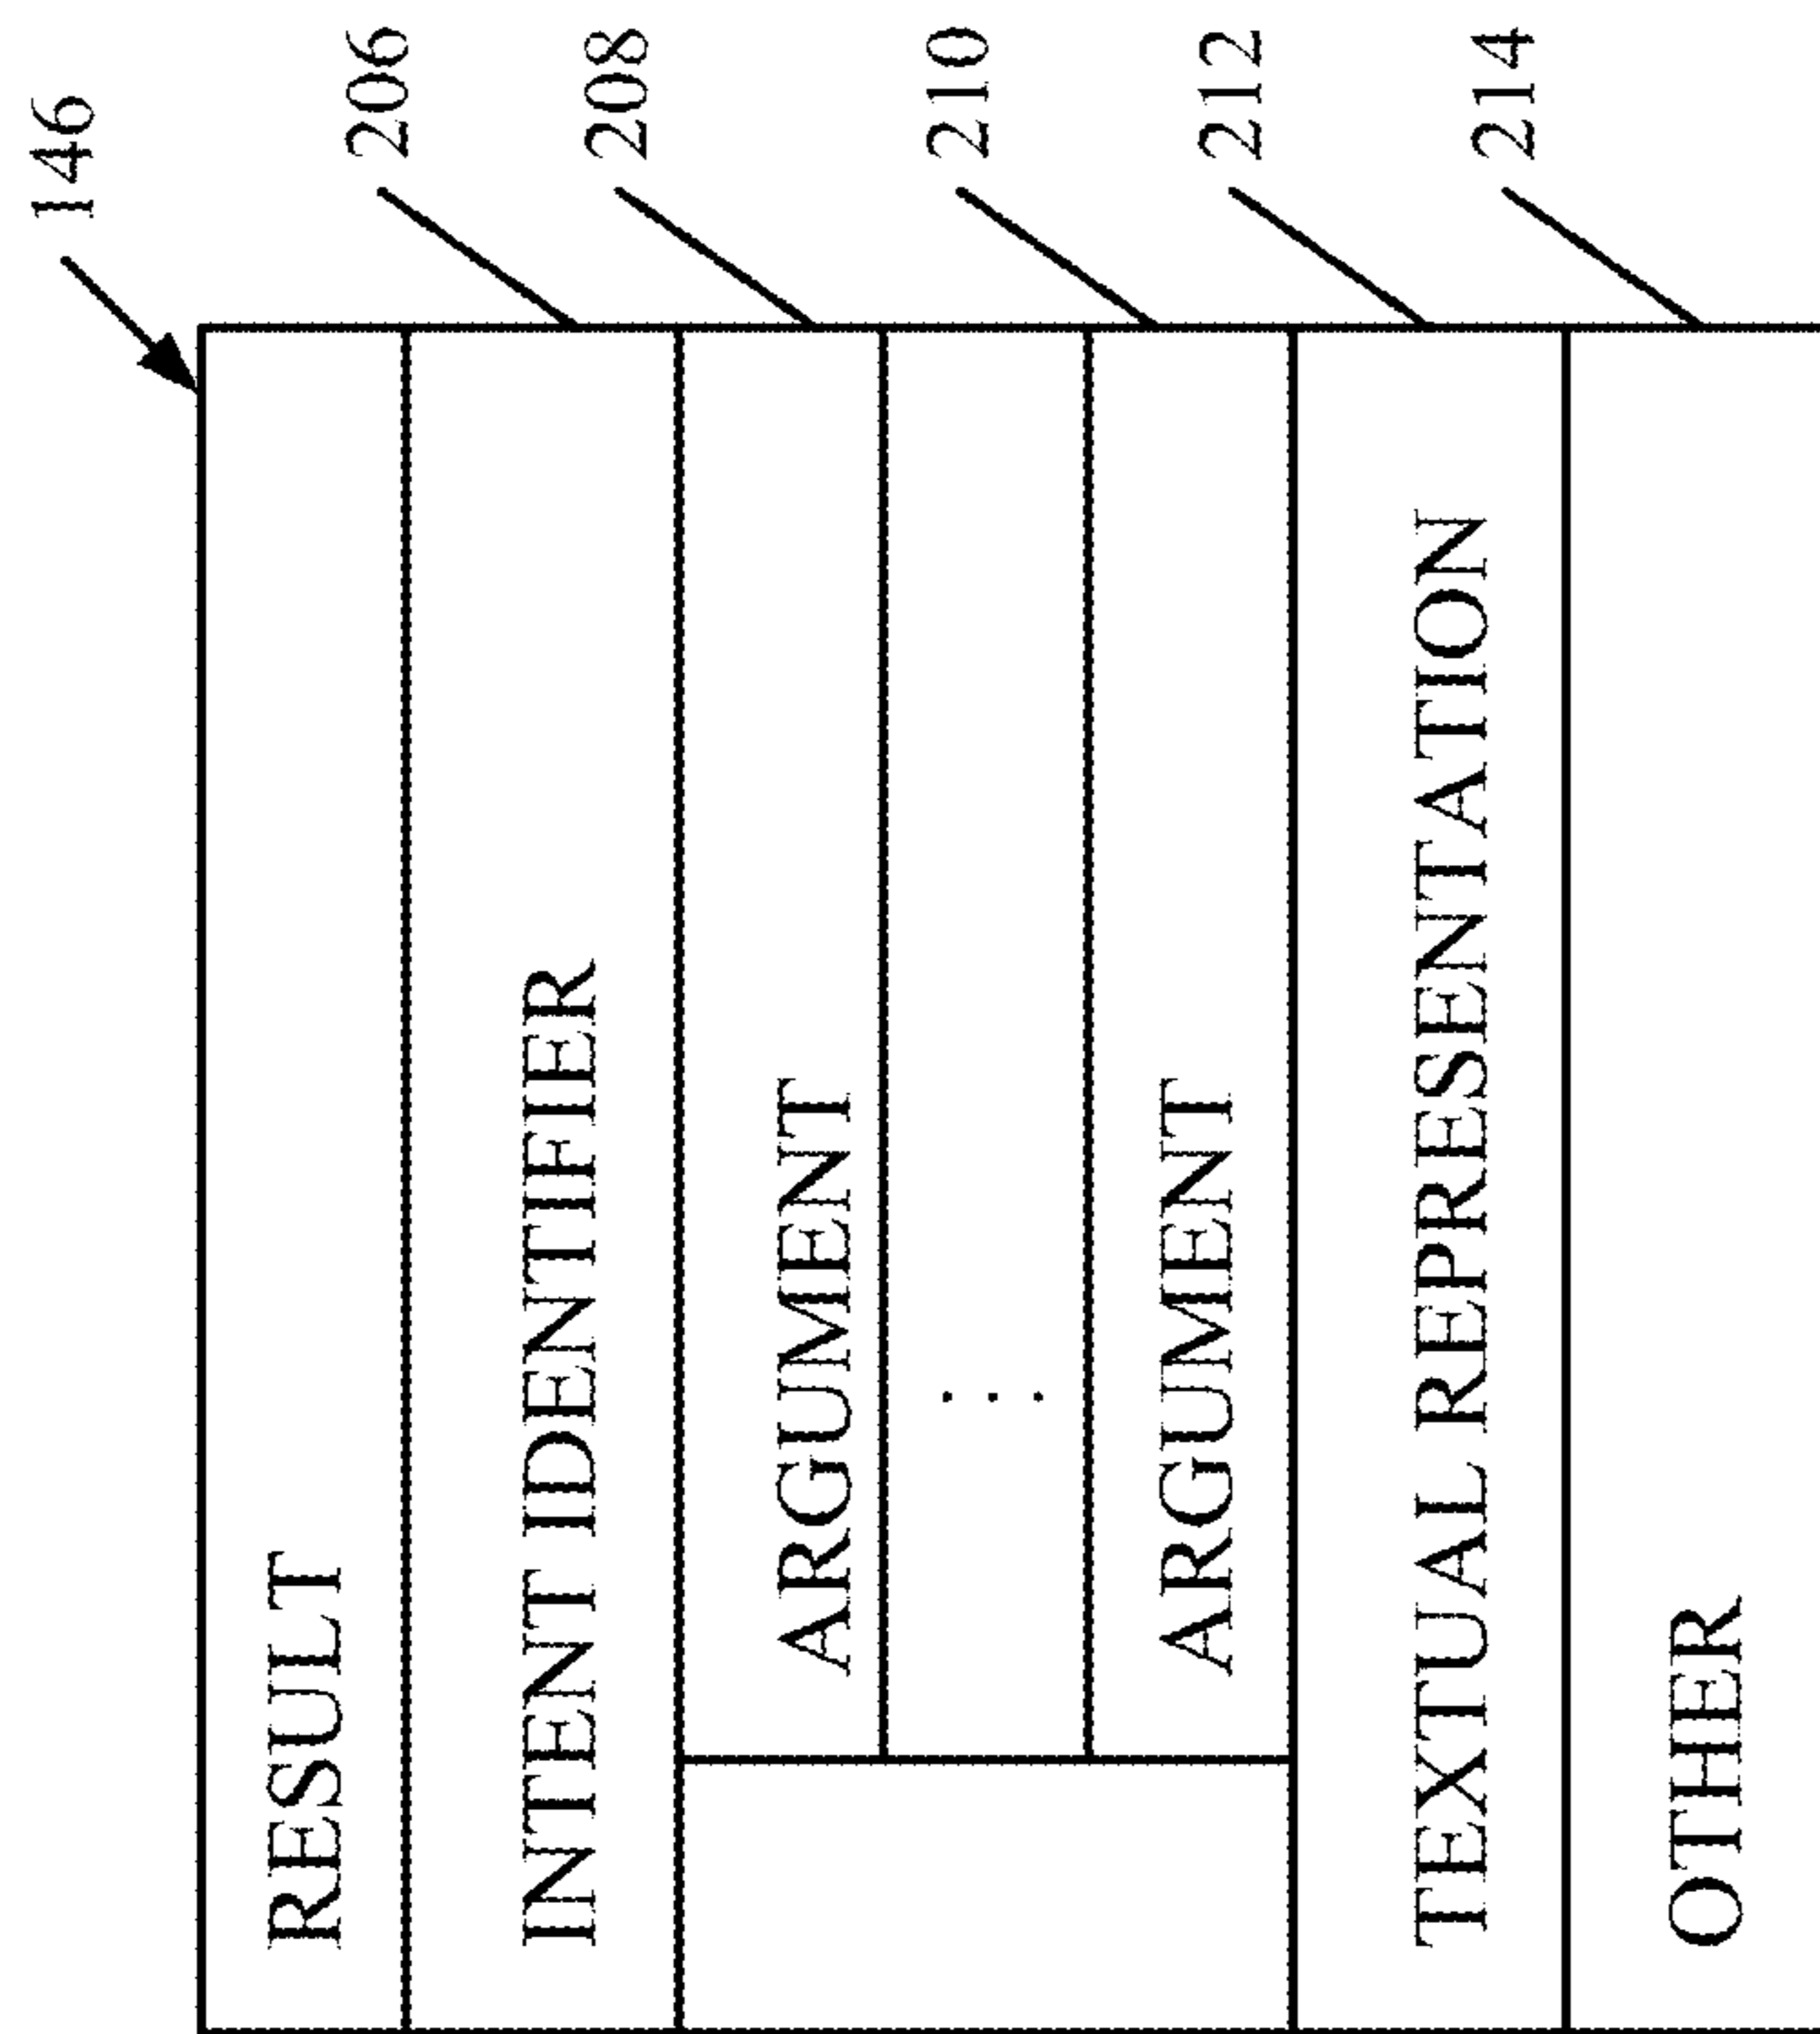 146
RESULT
206
INTENT IDENTIFIER
208
ARGUMENT
...
210
ARGUMENT
212
TEXTUAL REPRESENTATION
214
OTHER